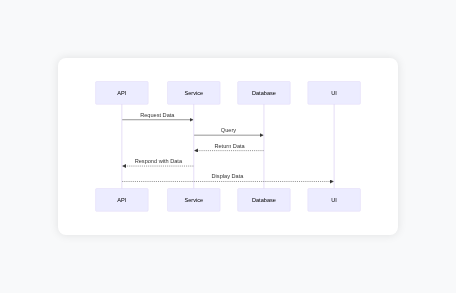 API
Service
Database
UI
Request Data
Query
Return Data
Respond with Data
Display Data
API
Service
Database
UI